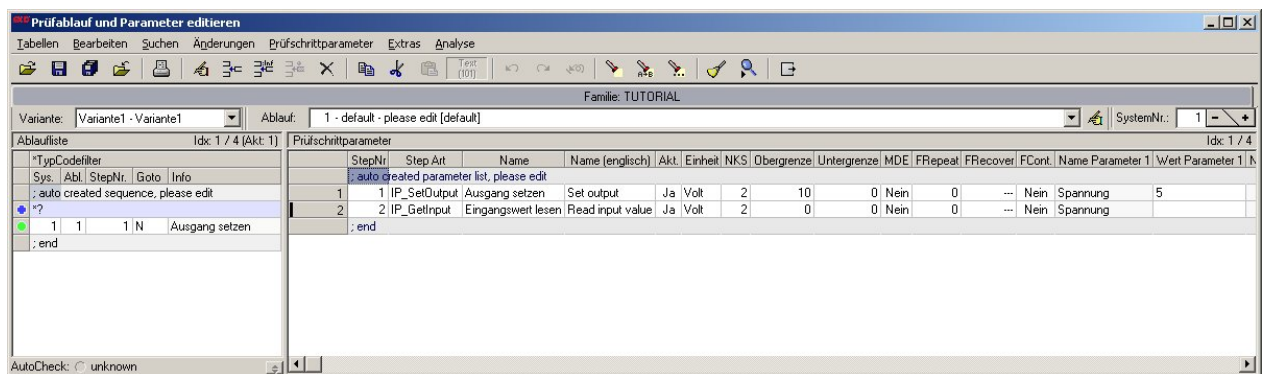 Prüfablauf und Parameter editieren
Tabellen Bearbeiten Suchen Änderungen Prüfschrittparameter Extras Analyse
Text (101)
A→B
Familie: TUTORIAL
Variante: Variante1 - Variante1 Ablauf: 1 - default - please edit [default] SystemNr.: 1 - +
Ablaufliste Idx: 1 / 4 (Akt: 1) Prüfschrittparameter Idx: 1 / 4
*TypCodefilter StepNr Step Art Name Name (englisch) Akt. Einheit NKS Obergrenze Untergrenze MDE FRepeat FRecover FCont. Name Parameter 1 Wert Parameter 1 N
Sys. Abl. StepNr. Goto Info ; auto created parameter list, please edit
; auto created sequence, please edit 1 1 IP_SetOutput Ausgang setzen Set output Ja Volt 2 10 0 Nein 0 --- Nein Spannung 5
*? 2 2 IP_GetInput Eingangswert lesen Read input value Ja Volt 2 0 0 Nein 0 --- Nein Spannung
1 1 1 N Ausgang setzen ; end
; end
AutoCheck: unknown